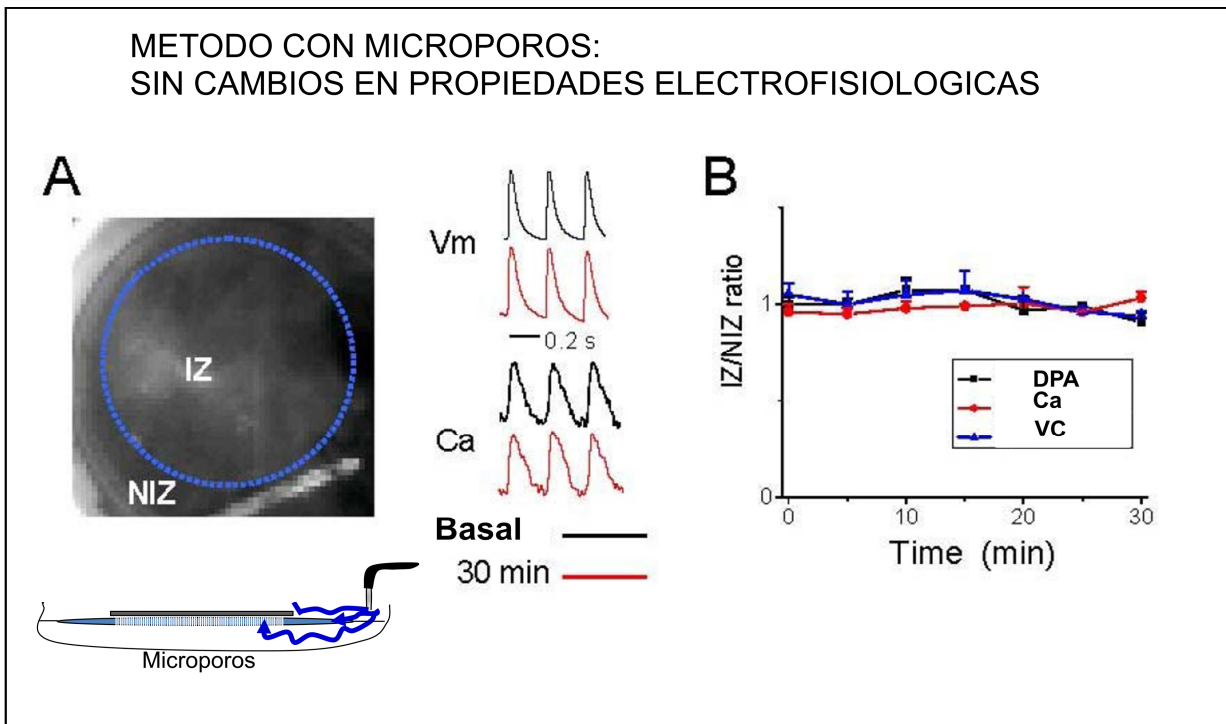 METODO CON MICROPOROS:
SIN CAMBIOS EN PROPIEDADES ELECTROFISIOLOGICAS
A
IZ
NIZ
Vm
0.2 s
Ca
Basal
30 min
Microporos
B
IZ/NIZ ratio
1
0
DPA
Ca
VC
0 10 20 30
Time (min)